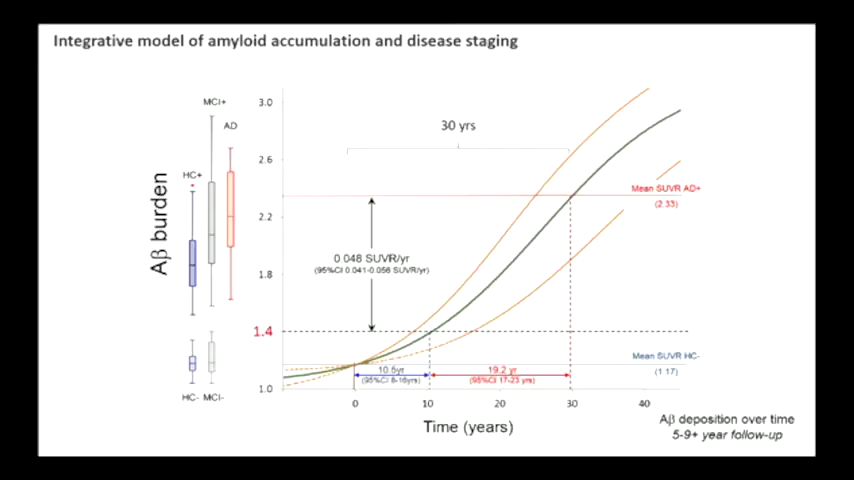 Integrative model of amyloid accumulation and disease staging
MCI+
AD
HC+
Aβ burden
HC- MCI-
3.0
2.6
2.2
1.8
1.4
1.0
30 yrs
0.048 SUVR/yr
(95%CI 0.041-0.056 SUVR/yr)
Mean SUVR AD+
(2.33)
Mean SUVR HC-
(1.17)
10.6yr
(95%CI 8-16yrs)
19.2 yr
(95%CI 17-23 yrs)
0 10 20 30 40
Time (years)
Aβ deposition over time
5-9+ year follow-up